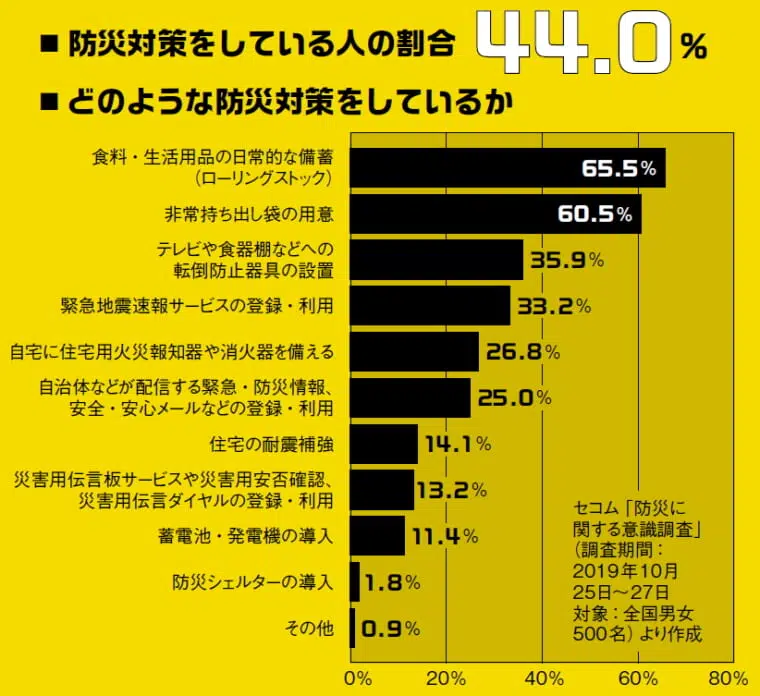 ■ 防災対策をしている人の割合 44.0%
■ どのような防災対策をしているか
食料・生活用品の日常的な備蓄
（ローリングストック）
65.5%
非常持ち出し袋の用意
60.5%
テレビや食器棚などへの
転倒防止器具の設置
35.9%
緊急地震速報サービスの登録・利用
33.2%
自宅に住宅用火災報知器や消火器を備える
26.8%
自治体などが配信する緊急・防災情報、
安全・安心メールなどの登録・利用
25.0%
住宅の耐震補強
14.1%
災害用伝言板サービスや災害用安否確認、
災害用伝言ダイヤルの登録・利用
13.2%
蓄電池・発電機の導入
11.4%
防災シェルターの導入
1.8%
その他
0.9%
0% 20% 40% 60% 80%
セコム「防災に
関する意識調査」
（調査期間：
2019年10月
25日～27日
対象：全国男女
500名）より作成